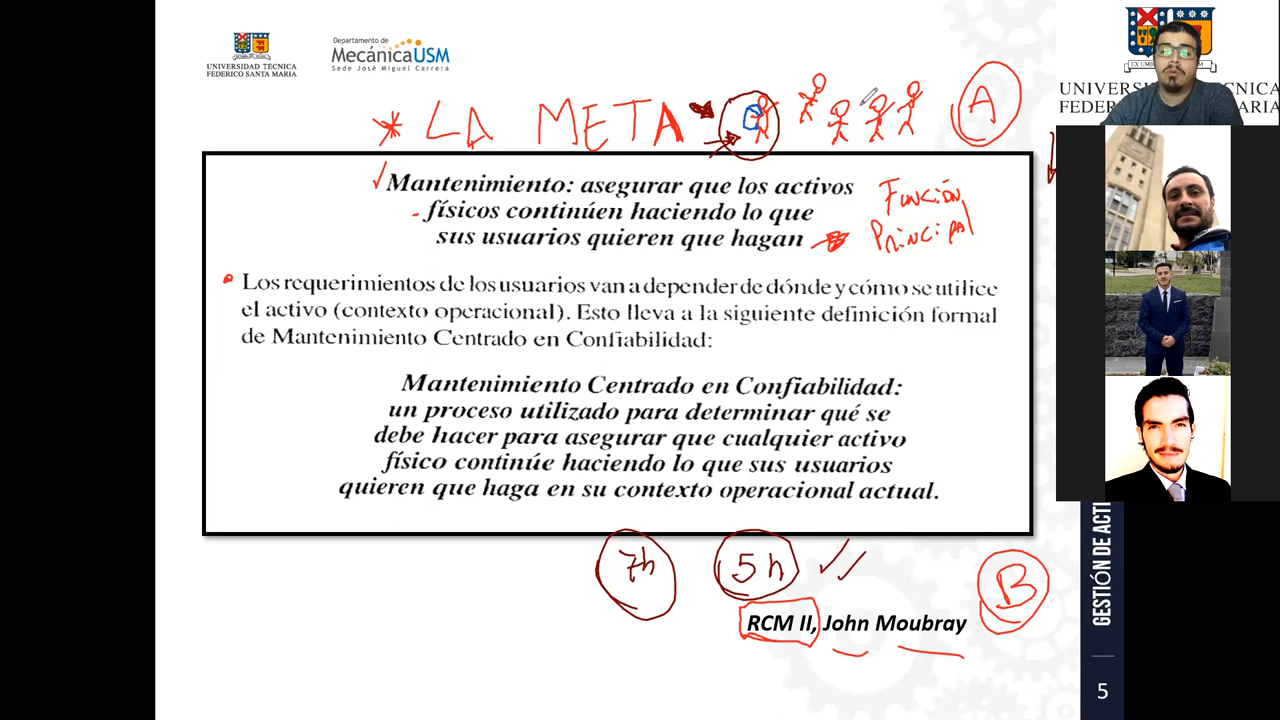 UNIVERSIDAD TECNICA
FEDERICO SANTA MARIA
Departamento de
MecánicaUSM
Sede José Miguel Carrera
UNIVERSIDAD
FEDERICO
MARIA
* LA META
A
✓ Mantenimiento: asegurar que los activos
físicos continúen haciendo lo que
sus usuarios quieren que hagan
Función
Principal
• Los requerimientos de los usuarios van a depender de dónde y cómo se utilice
el activo (contexto operacional). Esto lleva a la siguiente definición formal
de Mantenimiento Centrado en Confiabilidad:
Mantenimiento Centrado en Confiabilidad:
un proceso utilizado para determinar qué se
debe hacer para asegurar que cualquier activo
físico continúe haciendo lo que sus usuarios
quieren que haga en su contexto operacional actual.
7h 5h ✓✓
B
RCM II, John Moubray
GESTIÓN DE ACTI
5